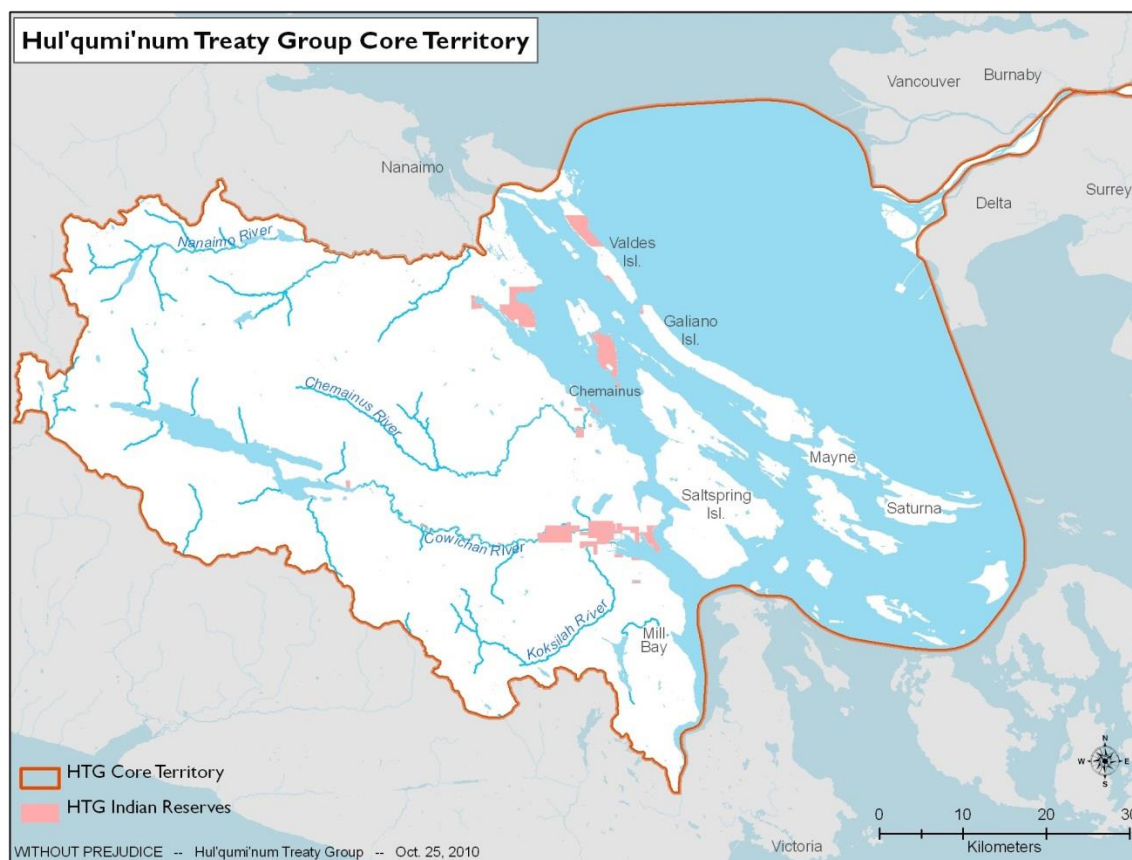 Hul'qumi'num Treaty Group Core Territory
Vancouver
Burnaby
Nanaimo
Delta
Surrey
Nanaimo River
Valdes
Isl.
Galiano
Isl.
Chemainus
Chemainus River
Mayne
Saltspring
Isl.
Saturna
Cowichan River
Koksilah River
Mill
Bay
N
W E
S
HTG Core Territory
HTG Indian Reserves
0 10 20 30
Kilometers
Victoria
WITHOUT PREJUDICE -- Hul'qumi'num Treaty Group -- Oct. 25, 2010